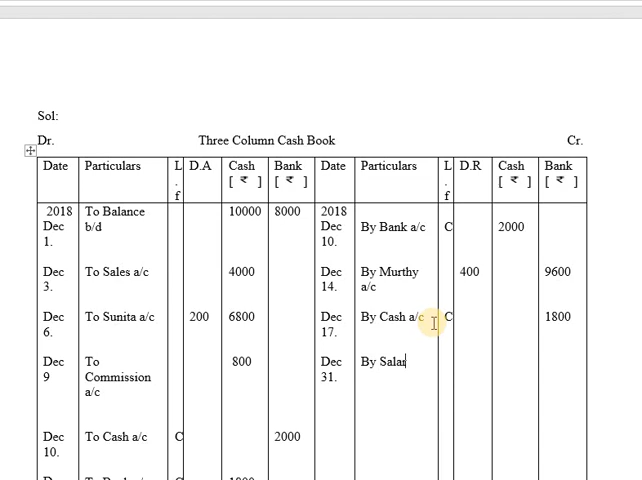 Sol:
Dr. Three Column Cash Book Cr.
Date Particulars L.f D.A Cash [ ₹ ] Bank [ ₹ ] Date Particulars L.f D.R Cash [ ₹ ] Bank [ ₹ ]
2018 Dec 1. To Balance b/d 10000 8000 2018 Dec 10. By Bank a/c C 2000
Dec 3. To Sales a/c 4000 Dec 14. By Murthy a/c 400 9600
Dec 6. To Sunita a/c 200 6800 Dec 17. By Cash a/c C 1800
Dec 9 To Commission a/c 800 Dec 31. By Salar
Dec 10. To Cash a/c C 2000